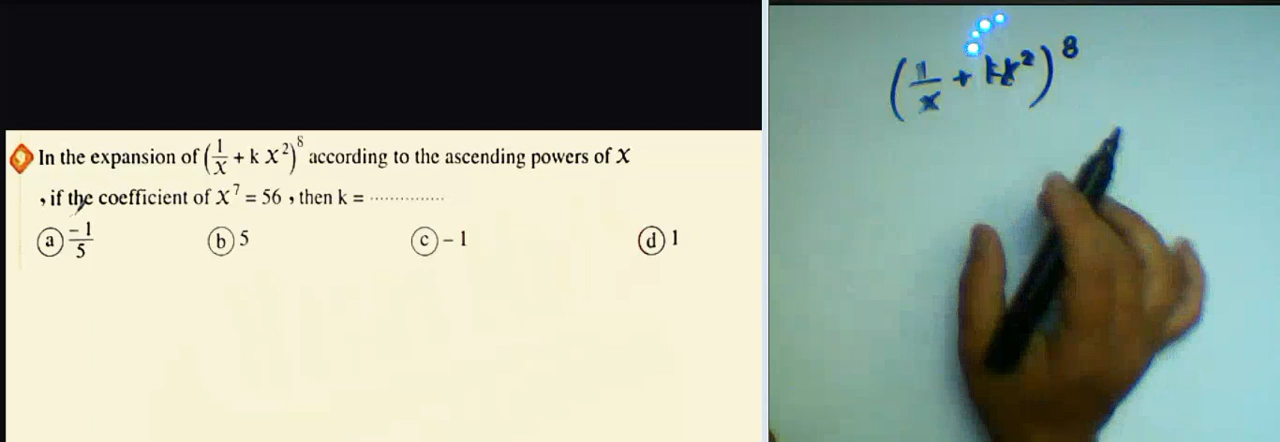 In the expansion of (1/x + k x²)⁸ according to the ascending powers of x
, if the coefficient of x⁷ = 56 , then k = ..............
(a) -1/5 (b) 5 (c) - 1 (d) 1
(1/x + kx²)⁸